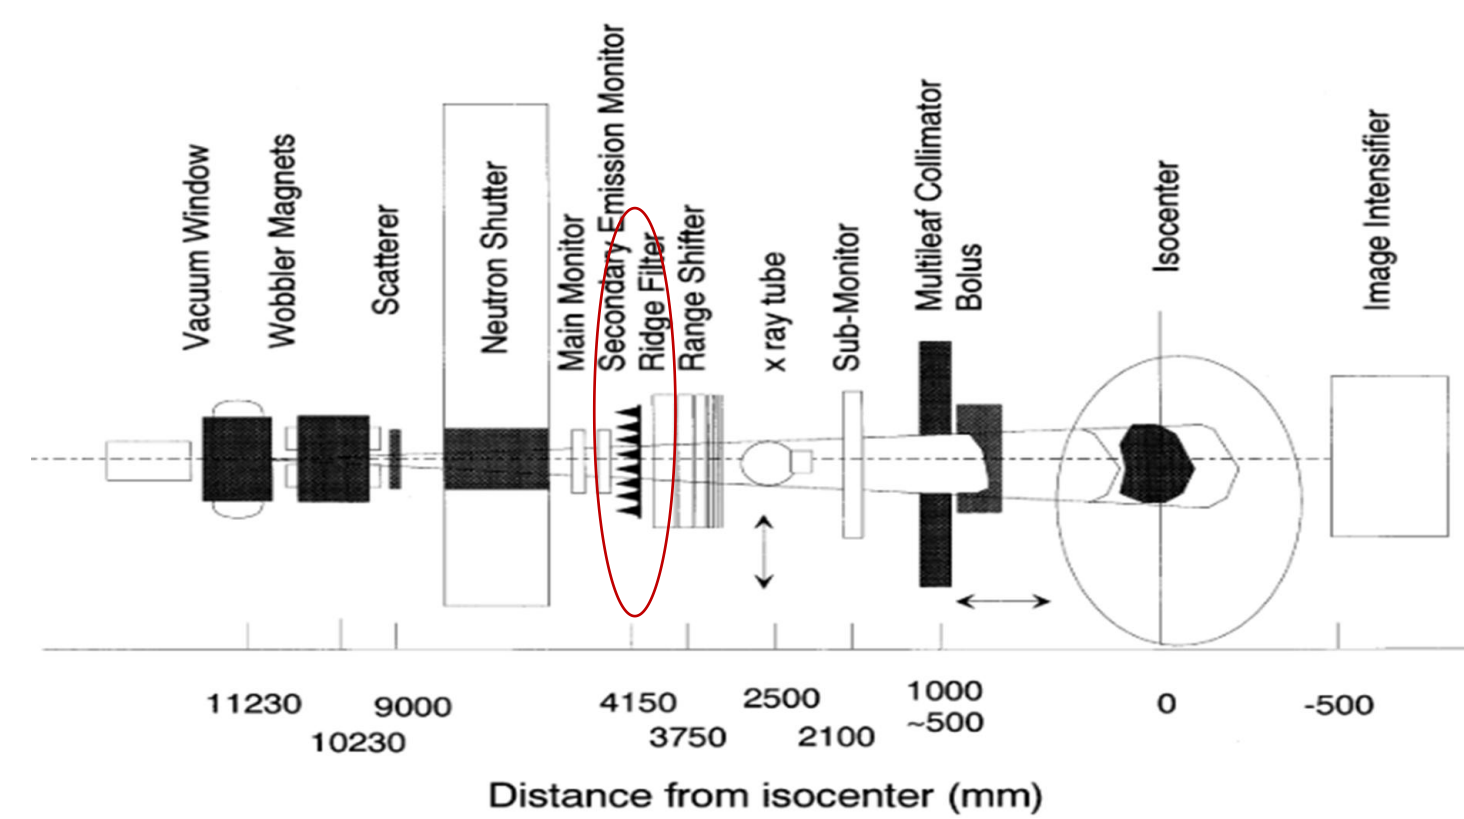 Vacuum Window
Wobbler Magnets
Scatterer
Neutron Shutter
Main Monitor
Secondary Emission Monitor
Ridge Filter
Range Shifter
x ray tube
Sub-Monitor
Multileaf Collimator
Bolus
Isocenter
Image Intensifier
11230
10230
9000
4150
3750
2500
2100
1000
~500
0
-500
Distance from isocenter (mm)